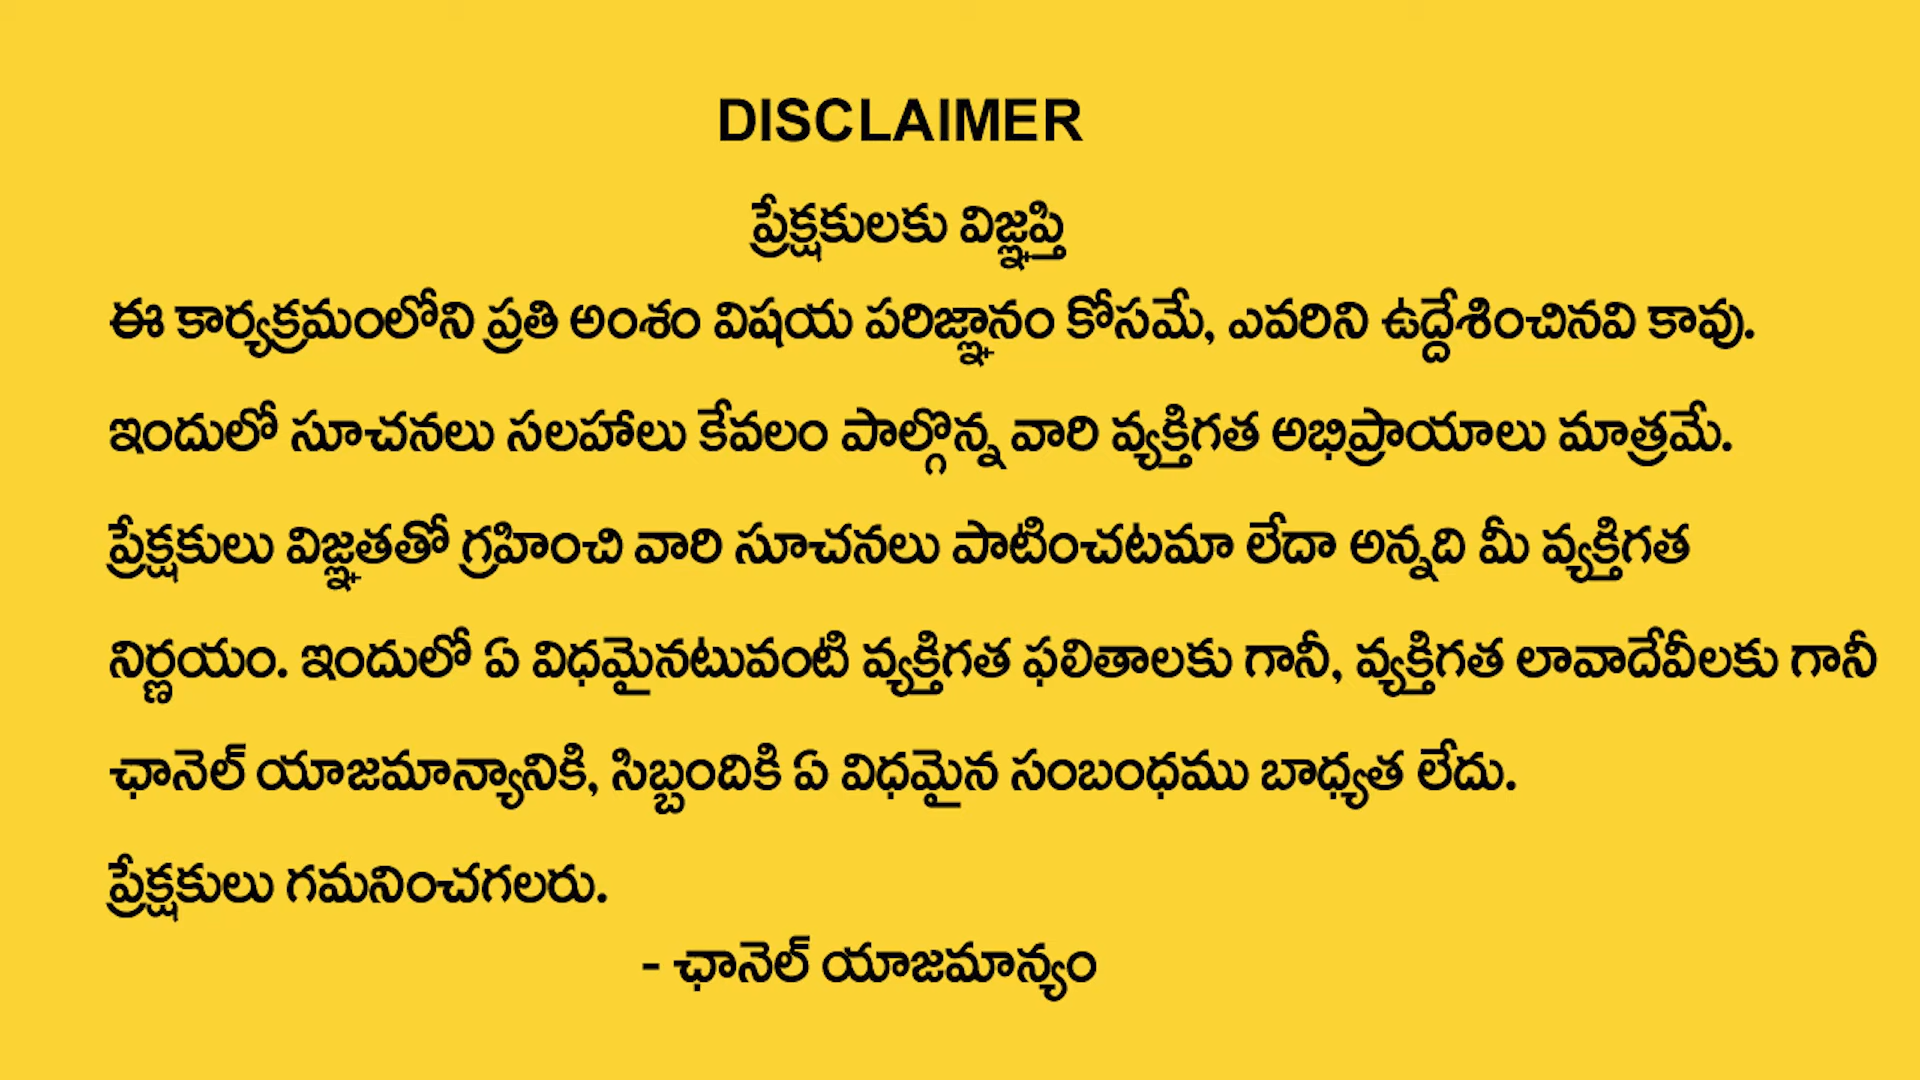 DISCLAIMER
ప్రేక్షకులకు విజ్ఞప్తి
ఈ కార్యక్రమంలోని ప్రతి అంశం విషయ పరిజ్ఞానం కోసమే, ఎవరిని ఉద్దేశించినవి కావు.
ఇందులో సూచనలు సలహాలు కేవలం పాల్గొన్న వారి వ్యక్తిగత అభిప్రాయాలు మాత్రమే.
ప్రేక్షకులు విజ్ఞతతో గ్రహించి వారి సూచనలు పాటించటమా లేదా అన్నది మీ వ్యక్తిగత
నిర్ణయం. ఇందులో ఏ విధమైనటువంటి వ్యక్తిగత ఫలితాలకు గానీ, వ్యక్తిగత లావాదేవీలకు గానీ
ఛానెల్ యాజమాన్యానికి, సిబ్బందికి ఏ విధమైన సంబంధము బాధ్యత లేదు.
ప్రేక్షకులు గమనించగలరు.
- ఛానెల్ యాజమాన్యం